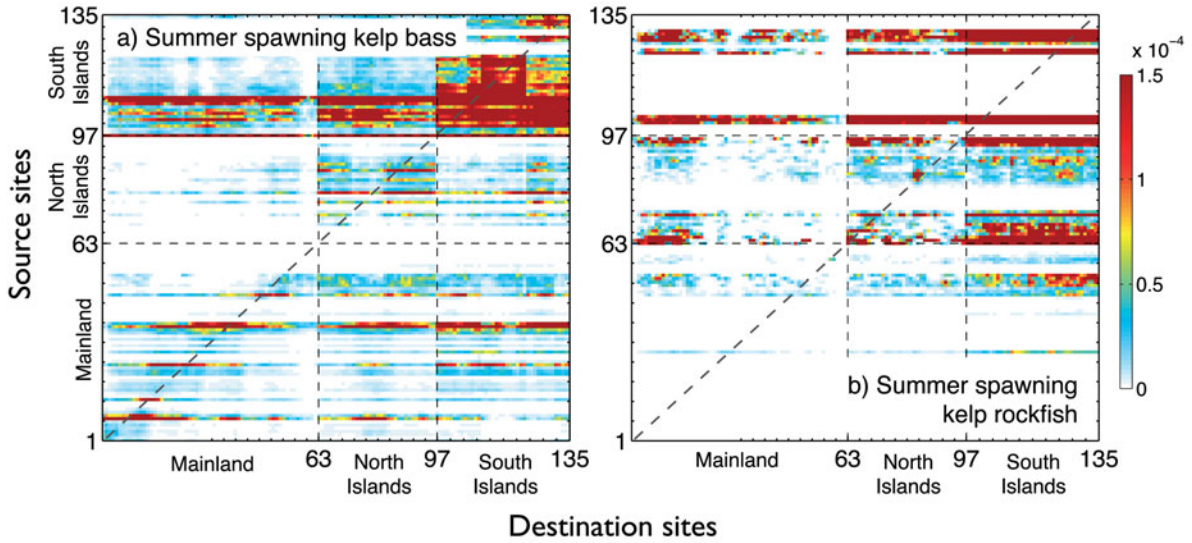 135
a) Summer spawning kelp bass
South
Islands
97
North
Islands
63
Mainland
1
Source sites
Mainland
63
North
Islands
97
South
Islands
135
135
97
63
1
b) Summer spawning
kelp rockfish
Mainland
63
North
Islands
97
South
Islands
135
x 10⁻⁴
1.5
1
0.5
0
Destination sites